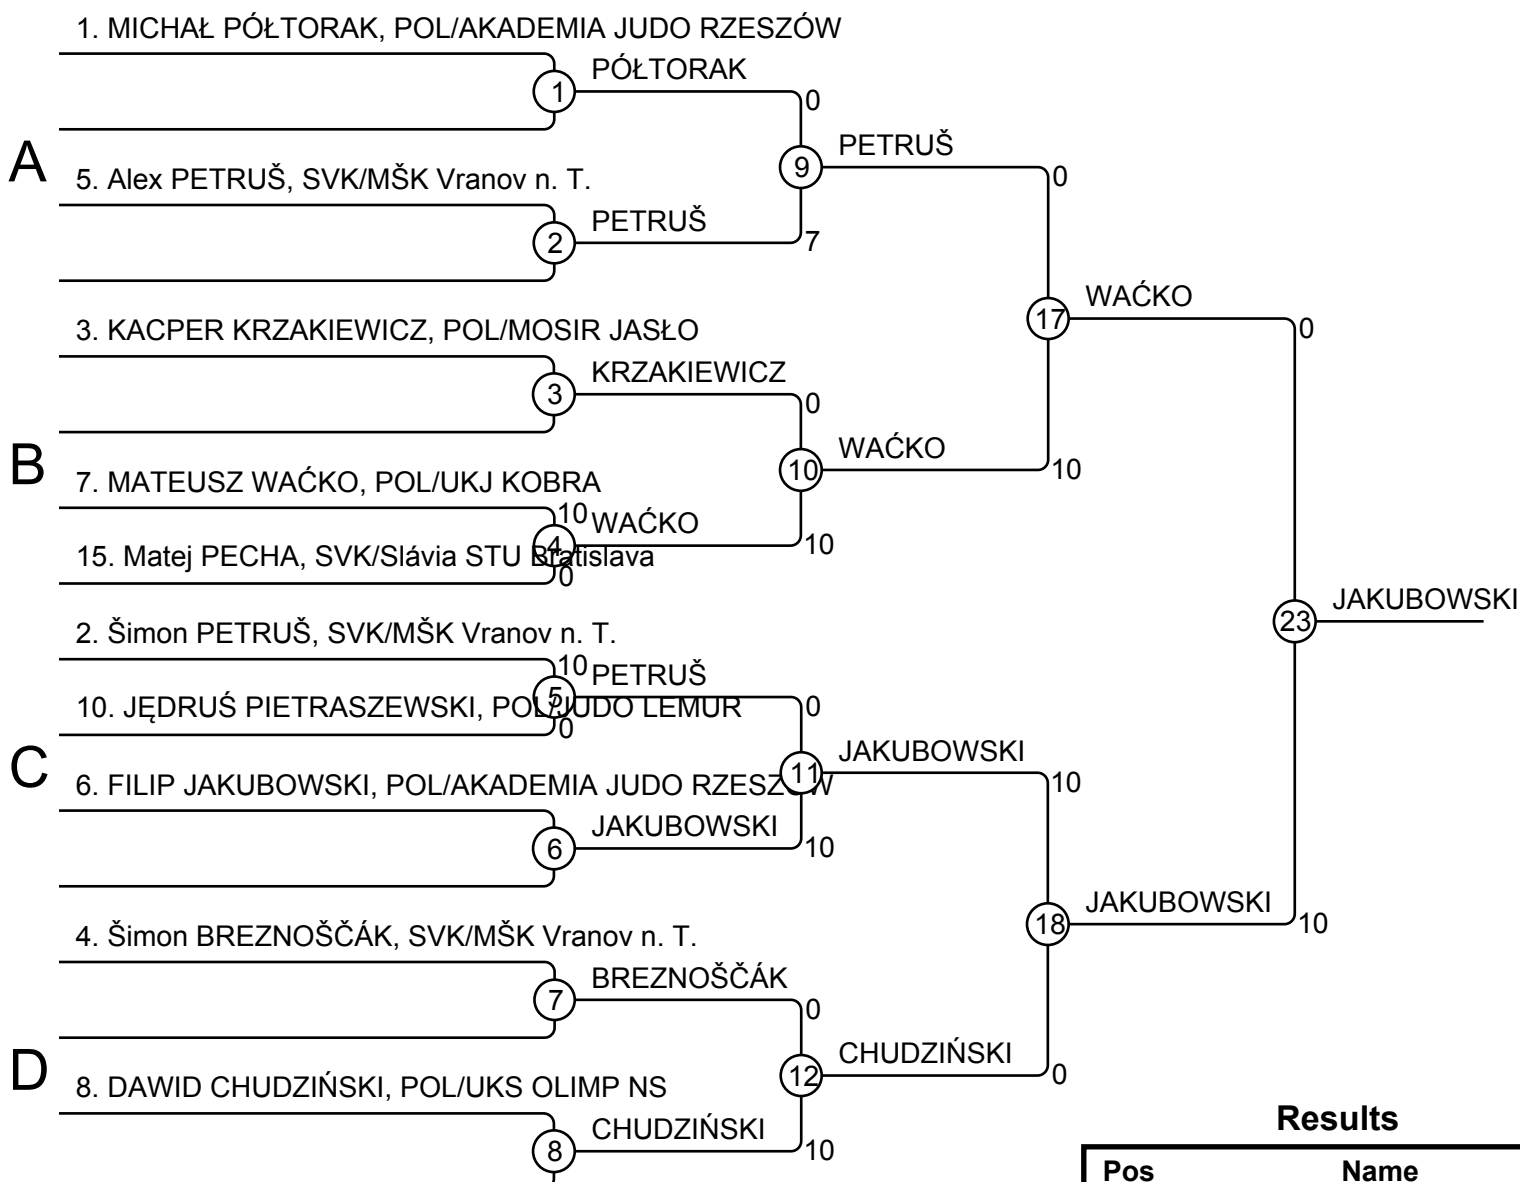 1. MICHAŁ PÓŁTORAK, POL/AKADEMIA JUDO RZESZÓW
1
PÓŁTORAK
0
A
5. Alex PETRUŠ, SVK/MŠK Vranov n. T.
2
PETRUŠ
7
9
PETRUŠ
0
3. KACPER KRZAKIEWICZ, POL/MOSIR JASŁO
3
KRZAKIEWICZ
0
B
7. MATEUSZ WAĆKO, POL/UKJ KOBRA
10
15. Matej PECHA, SVK/Slávia STU Bratislava
0
4
WAĆKO
10
10
WAĆKO
10
17
WAĆKO
0
2. Šimon PETRUŠ, SVK/MŠK Vranov n. T.
10
10. JĘDRUŚ PIETRASZEWSKI, POL/JUDO LEMUR
0
5
PETRUŠ
0
C
6. FILIP JAKUBOWSKI, POL/AKADEMIA JUDO RZESZÓW
6
JAKUBOWSKI
10
11
JAKUBOWSKI
10
4. Šimon BREZNOŠČÁK, SVK/MŠK Vranov n. T.
7
BREZNOŠČÁK
0
D
8. DAWID CHUDZIŃSKI, POL/UKS OLIMP NS
8
CHUDZIŃSKI
10
12
CHUDZIŃSKI
0
18
JAKUBOWSKI
10
23
JAKUBOWSKI
Results
Pos Name